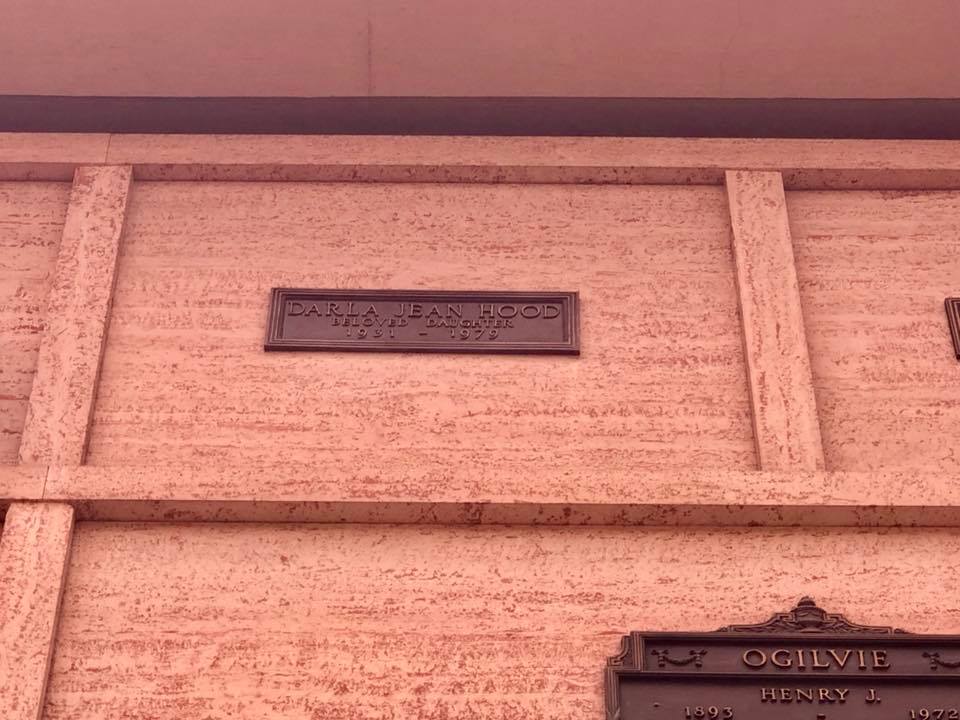 DARLA JEAN HOOD
BELOVED DAUGHTER
1931 - 1979
OGILVIE
HENRY J.
1893 - 1972